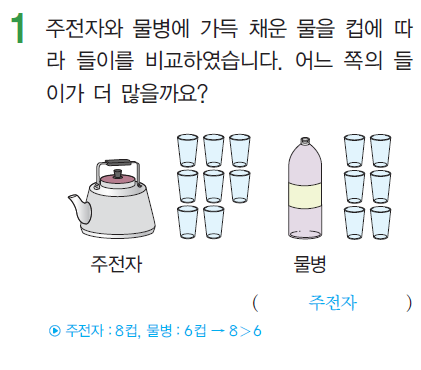 1 주전자와 물병에 가득 채운 물을 컵에 따
라 들이를 비교하였습니다. 어느 쪽의 들
이가 더 많을까요?
주전자 물병
( 주전자 )
▶ 주전자 : 8컵, 물병 : 6컵 → 8>6